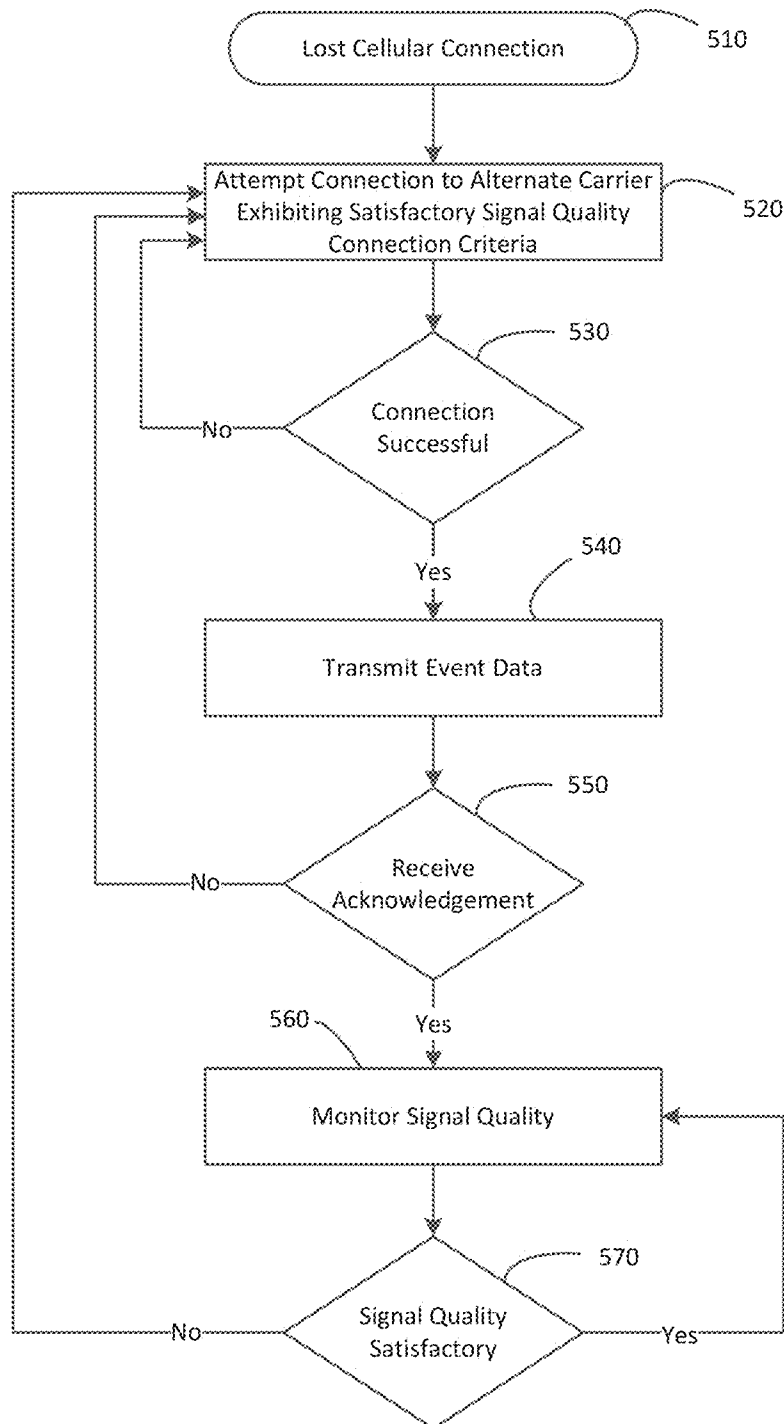 Lost Cellular Connection
510
Attempt Connection to Alternate Carrier
Exhibiting Satisfactory Signal Quality
Connection Criteria
520
530
Connection
Successful
No
Yes
540
Transmit Event Data
550
Receive
Acknowledgement
No
Yes
560
Monitor Signal Quality
570
Signal Quality
Satisfactory
No
Yes